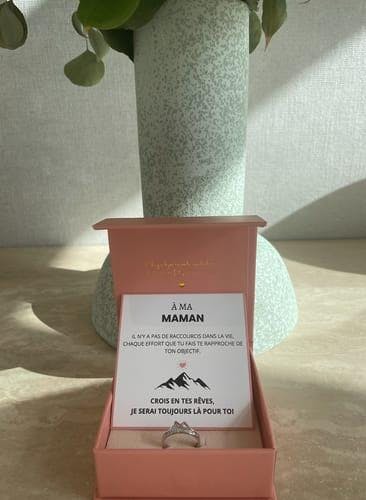 À MA
MAMAN
IL N'Y A PAS DE RACCOURCIS DANS LA VIE,
CHAQUE EFFORT QUE TU FAIS TE RAPPROCHE DE
TON OBJECTIF.
CROIS EN TES RÊVES,
JE SERAI TOUJOURS LÀ POUR TOI